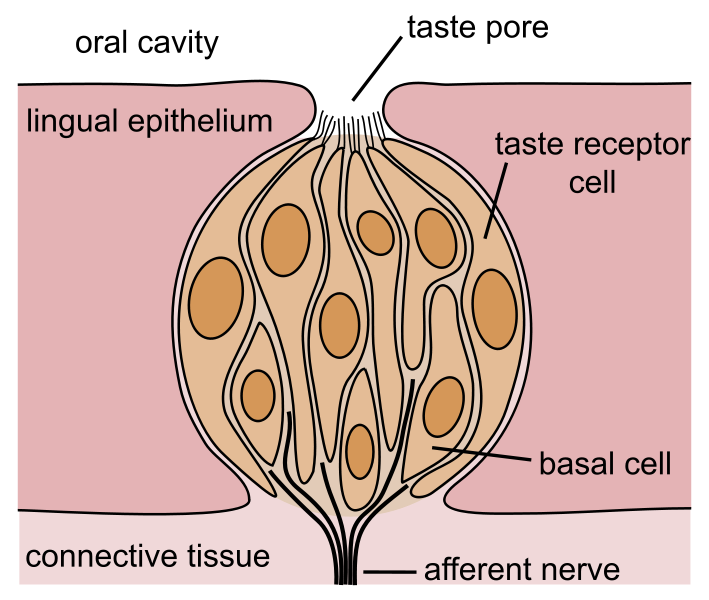 taste pore
oral cavity
lingual epithelium
taste receptor
cell
basal cell
connective tissue
afferent nerve